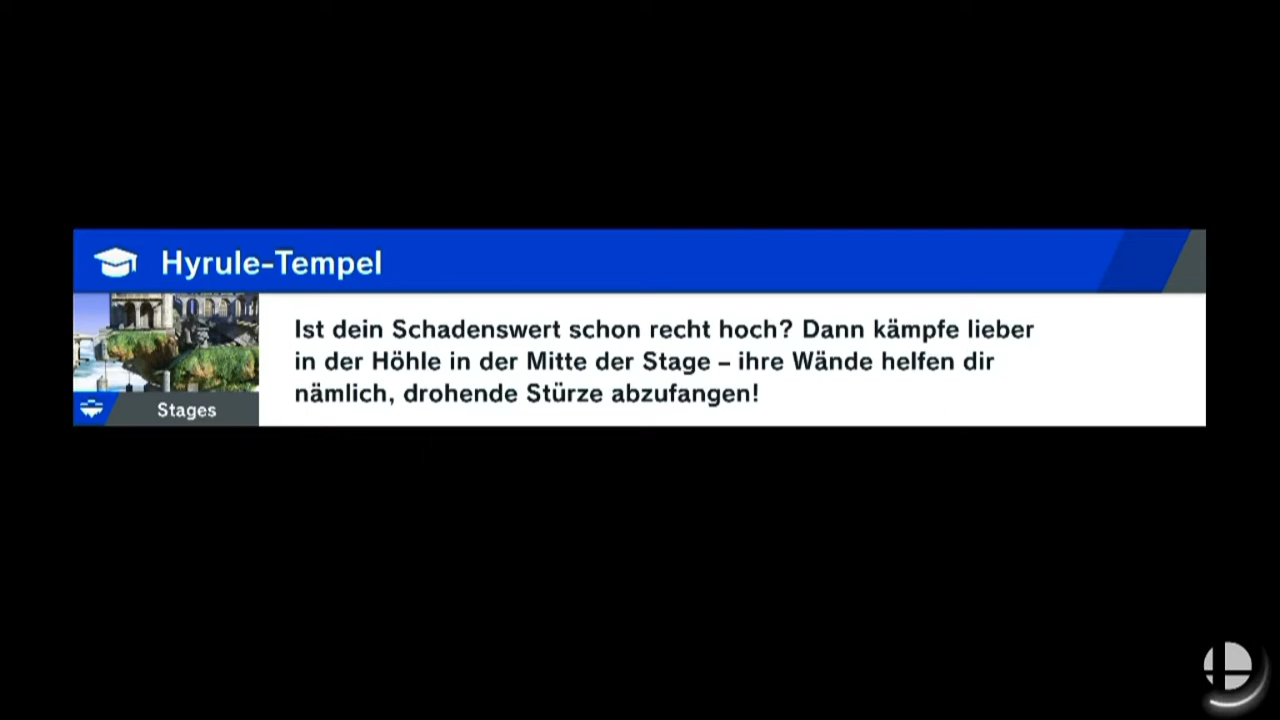 Hyrule-Tempel
Ist dein Schadenswert schon recht hoch? Dann kämpfe lieber
in der Höhle in der Mitte der Stage – ihre Wände helfen dir
nämlich, drohende Stürze abzufangen!
Stages